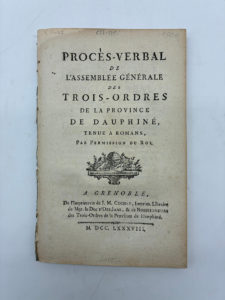 PROCÈS-VERBAL
DE
L'ASSEMBLÉE GÉNÉRALE
DES
TROIS-ORDRES
DE LA PROVINCE
DE DAUPHINÉ,
TENUE A ROMANS,
PAR PERMISSION DU ROI.
A GRENOBLE,
De l'Imprimerie de J. M. CUCHET, Imprim. Libraire
de Mgr. le Duc d'ORLÉANS, & de
des Trois-Ordres de la Province de Dauphiné.
M. DCC. LXXXVIII.